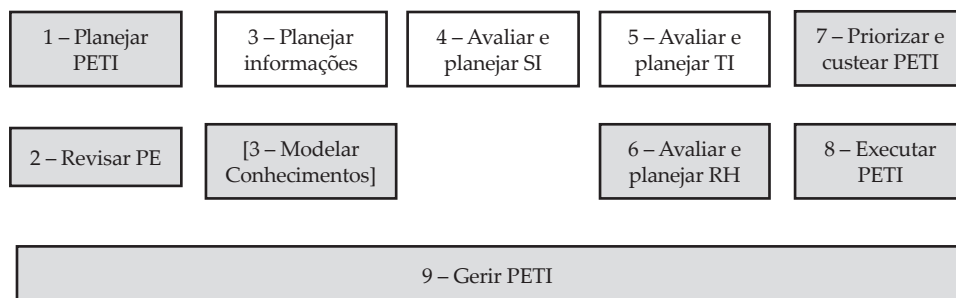 1 – Planejar
PETI
3 – Planejar
informações
4 – Avaliar e
planejar SI
5 – Avaliar e
planejar TI
7 – Priorizar e
custear PETI
2 – Revisar PE
[3 – Modelar
Conhecimentos]
6 – Avaliar e
planejar RH
8 – Executar
PETI
9 – Gerir PETI